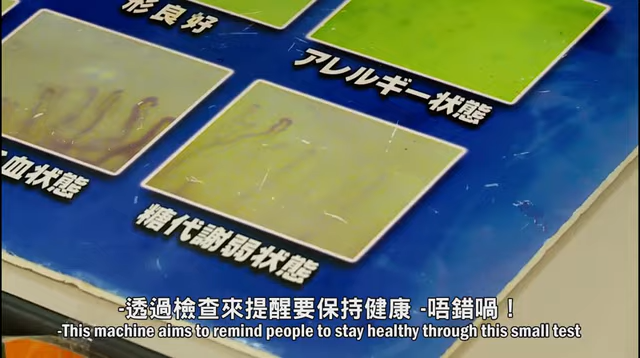 形良好
アレルギー状態
血状態
糖代謝弱状態
-透過檢查來提醒要保持健康 -唔錯喎！
-This machine aims to remind people to stay healthy through this small test